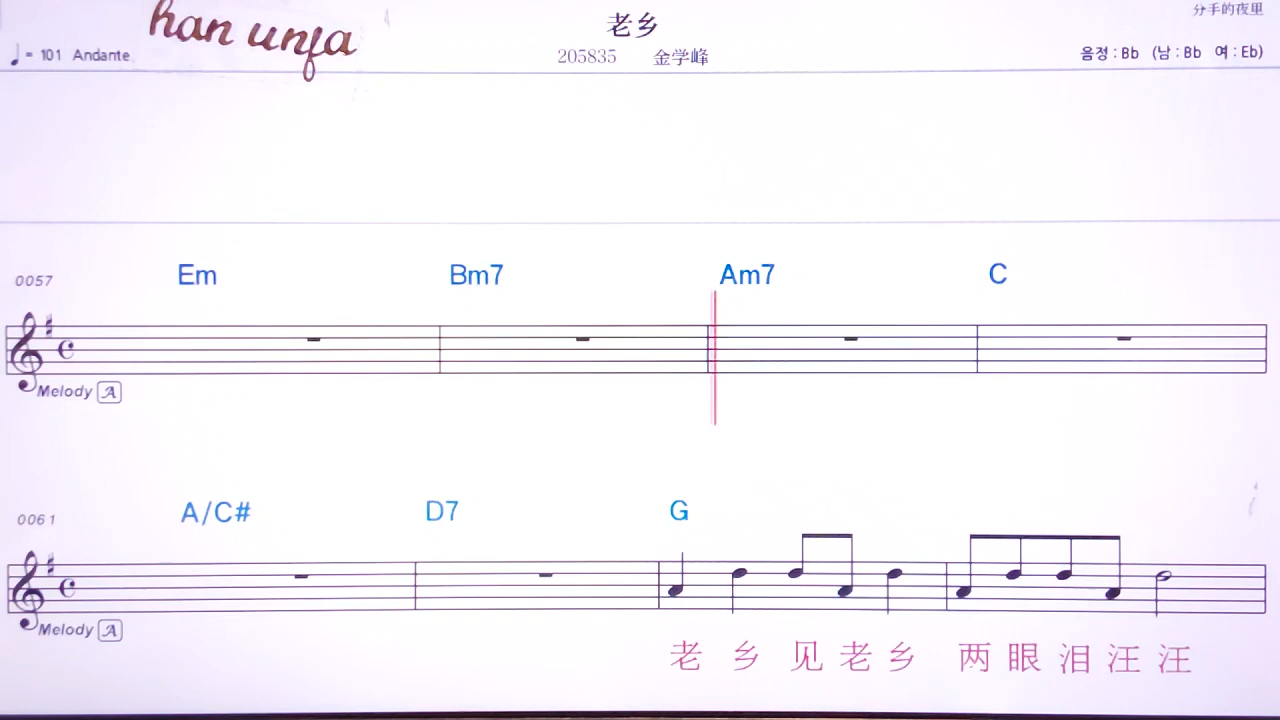 han unfa
老乡
分手的夜里
♩= 101 Andante
205835 金学峰
음정 : Bb (남 : Bb 여 : Eb)
Em Bm7 Am7 C
0057
Melody A
A/C# D7 G
0061
Melody A
老 乡 见 老 乡 两 眼 泪 汪 汪